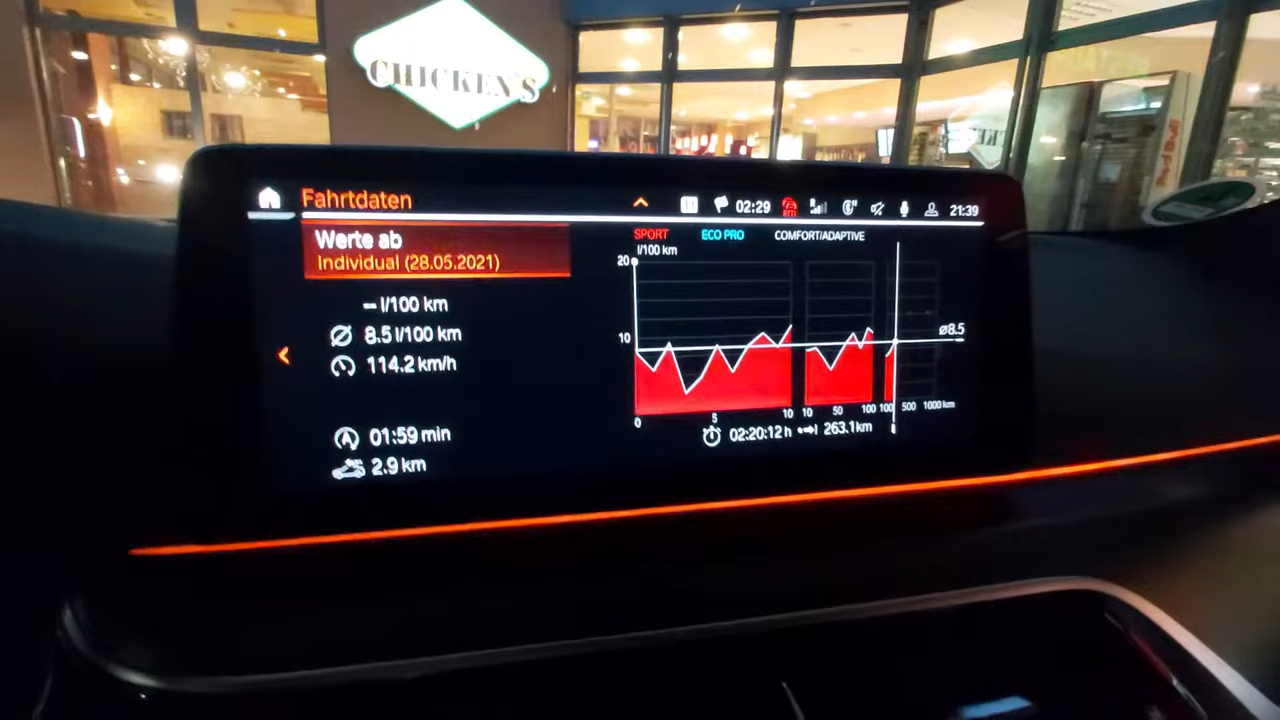 CHICKEN'S
Red Bull
Fahrtdaten
02:29
21:39
Werte ab
Individual (28.05.2021)
-- l/100 km
Ø 8.5 l/100 km
114.2 km/h
01:59 min
2.9 km
SPORT
ECO PRO
COMFORT/ADAPTIVE
l/100 km
20
10
ø8.5
0
5
10
10
50
100
100
500
1000 km
02:20:12 h
263.1 km